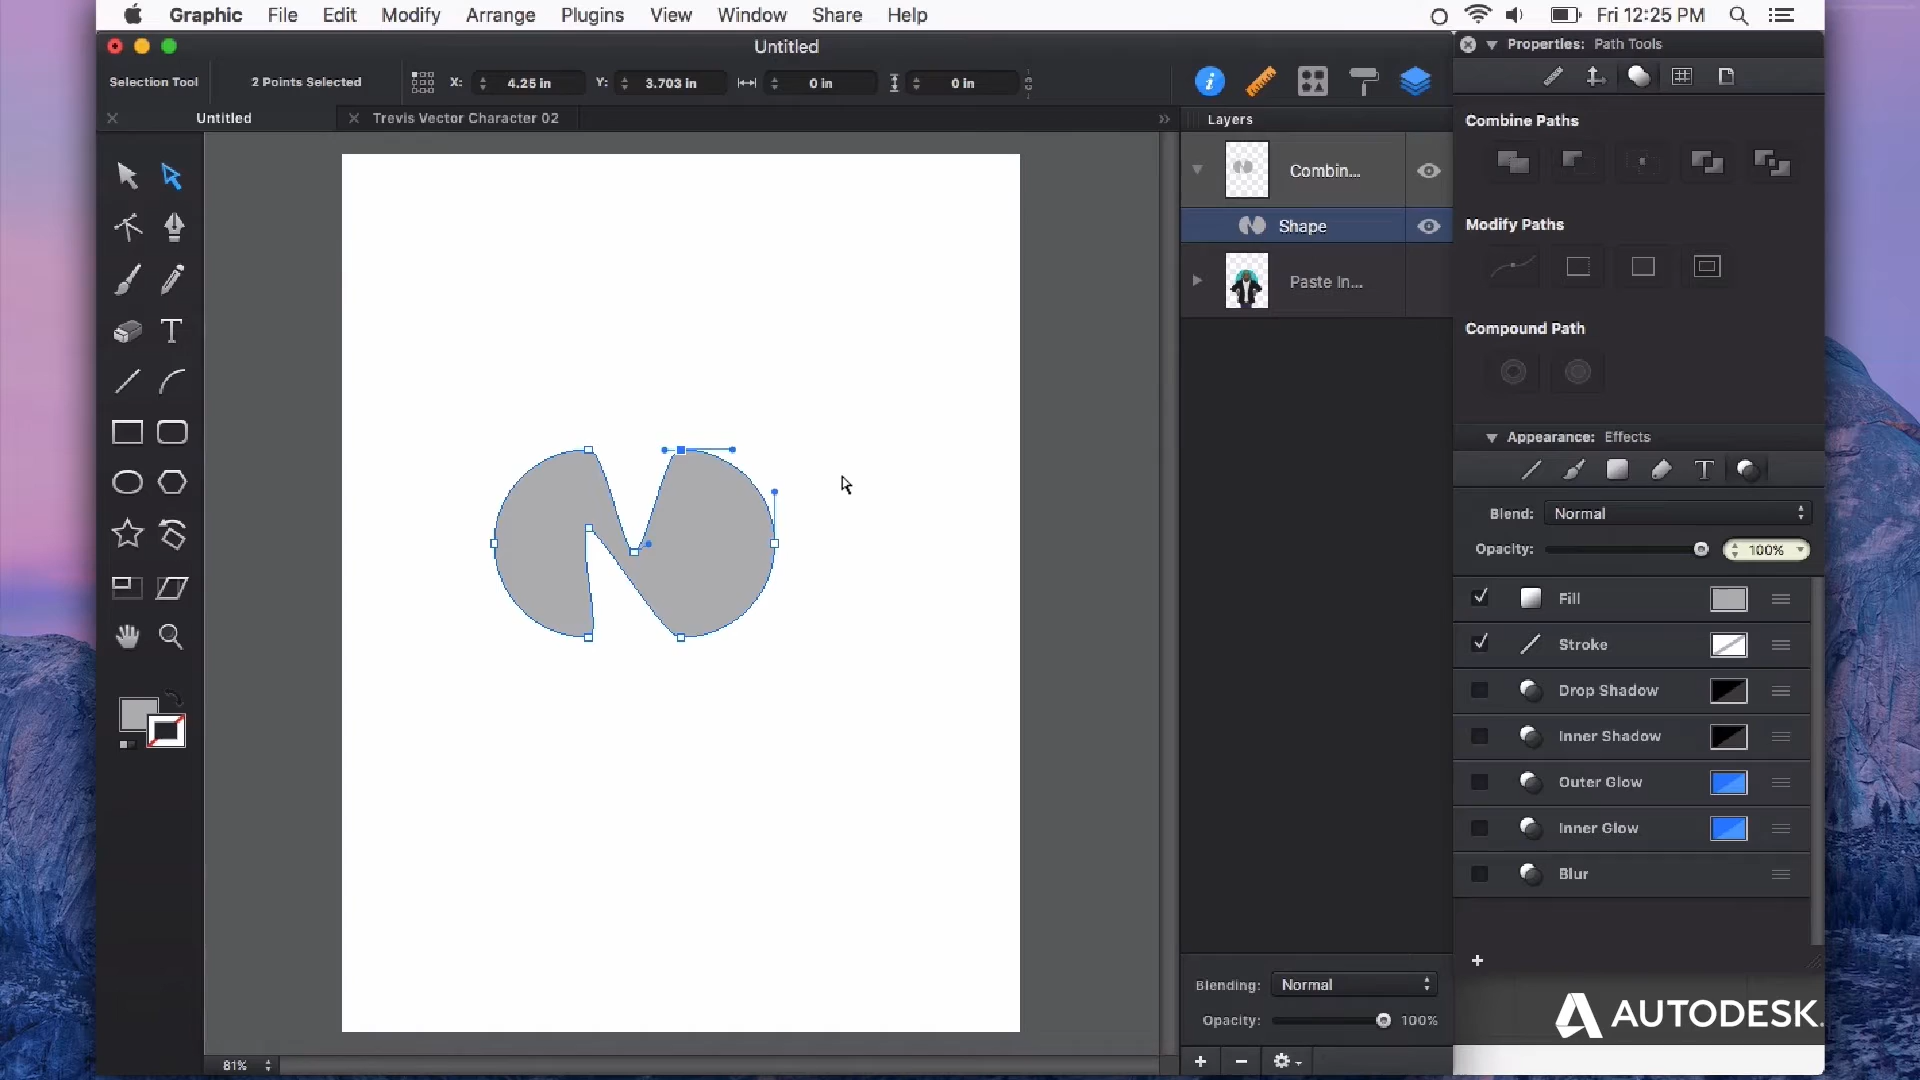 Graphic File Edit Modify Arrange Plugins View Window Share Help Fri 12:25 PM
Untitled
Properties: Path Tools
Selection Tool 2 Points Selected X: 4.25 in Y: 3.703 in 0 in 0 in
Untitled Trevis Vector Character 02
Layers
Combine Paths
Combin...
Shape
Modify Paths
Paste In...
Compound Path
Appearance: Effects
Blend: Normal
Opacity: 100%
Fill
Stroke
Drop Shadow
Inner Shadow
Outer Glow
Inner Glow
Blur
Blending: Normal
Opacity: 100%
AUTODESK.
81%